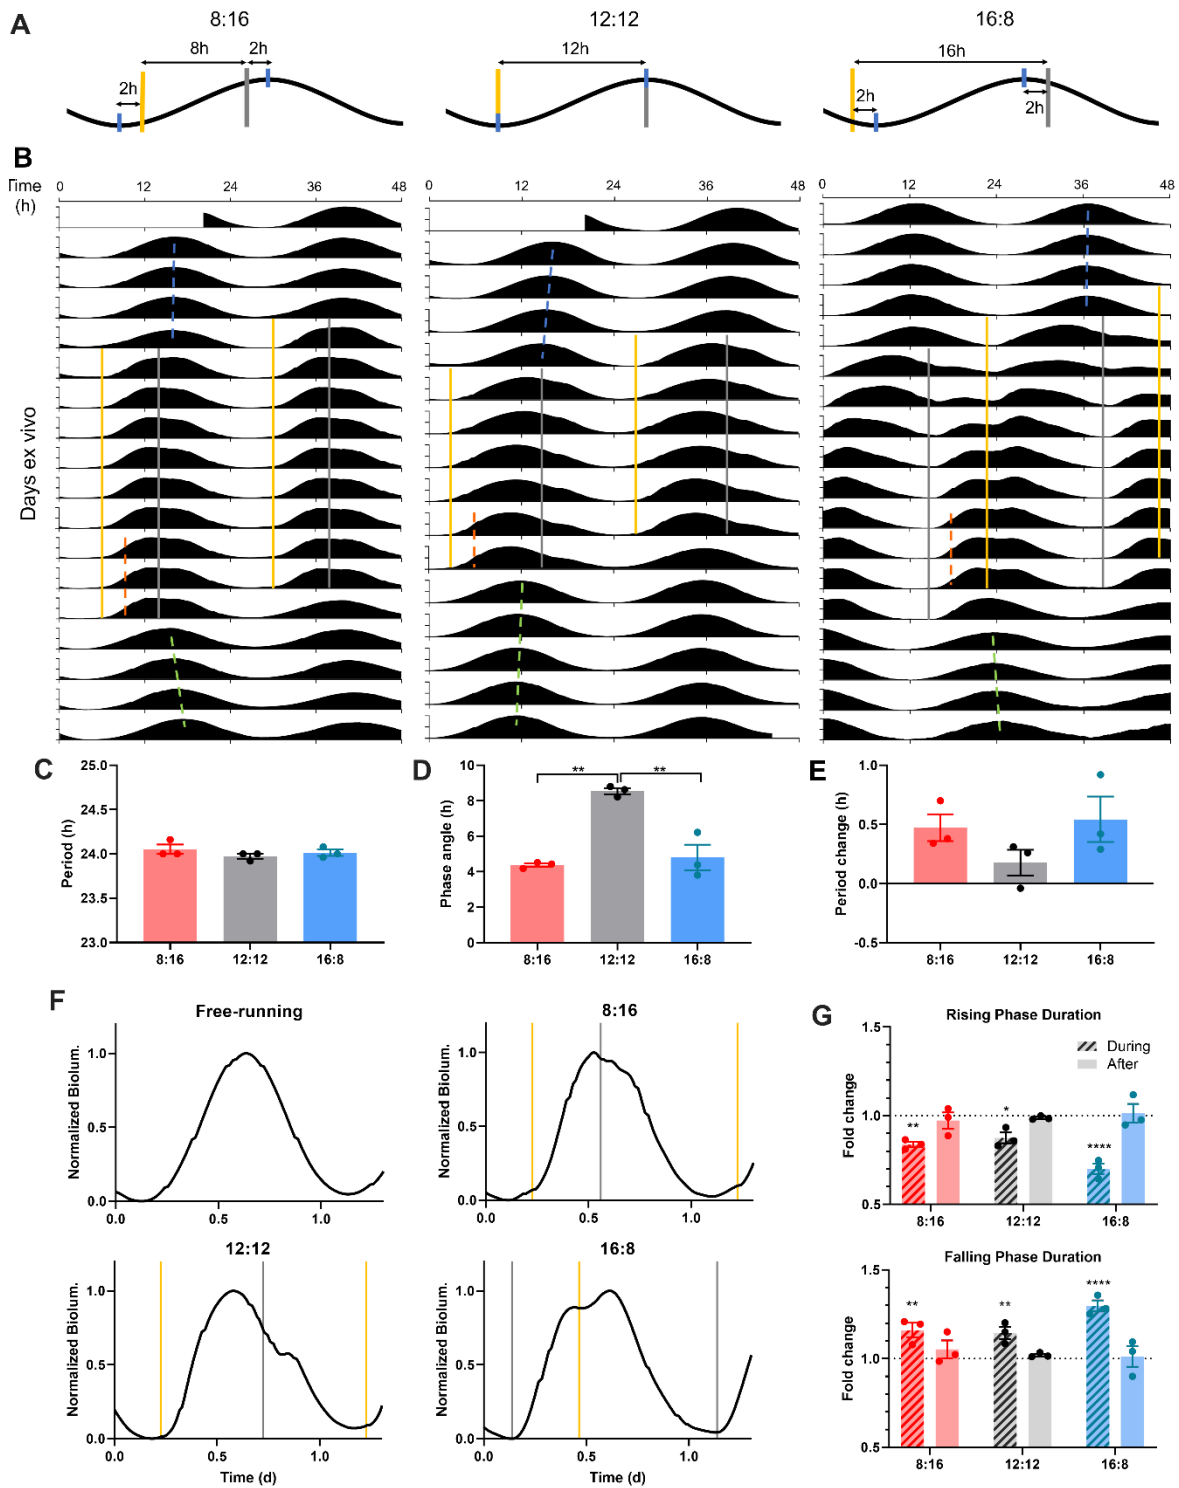 A
8:16
12:12
16:8
8h
2h
2h
12h
16h
2h
2h
B
Time
(h)
0
12
24
36
48
0
12
24
36
48
0
12
24
36
48
Days ex vivo
C
25.0
24.5
24.0
23.5
23.0
Period (h)
8:16
12:12
16:8
D
10
8
6
4
2
0
Phase angle (h)
**
**
8:16
12:12
16:8
E
1.0
0.5
0.0
-0.5
Period change (h)
8:16
12:12
16:8
F
Free-running
Normalized Biolum.
1.0
0.5
0.0
0.0
0.5
1.0
8:16
Normalized Biolum.
1.0
0.5
0.0
0.0
0.5
1.0
12:12
Normalized Biolum.
1.0
0.5
0.0
0.0
0.5
1.0
Time (d)
16:8
Normalized Biolum.
1.0
0.5
0.0
0.0
0.5
1.0
Time (d)
G
Rising Phase Duration
During
After
Fold change
1.5
1.0
0.5
**
*
****
8:16
12:12
16:8
Falling Phase Duration
Fold change
1.5
1.0
0.5
**
**
****
8:16
12:12
16:8